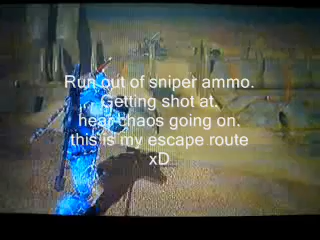 Run out of sniper ammo.
Getting shot at.
hear chaos going on.
this is my escape route
xD